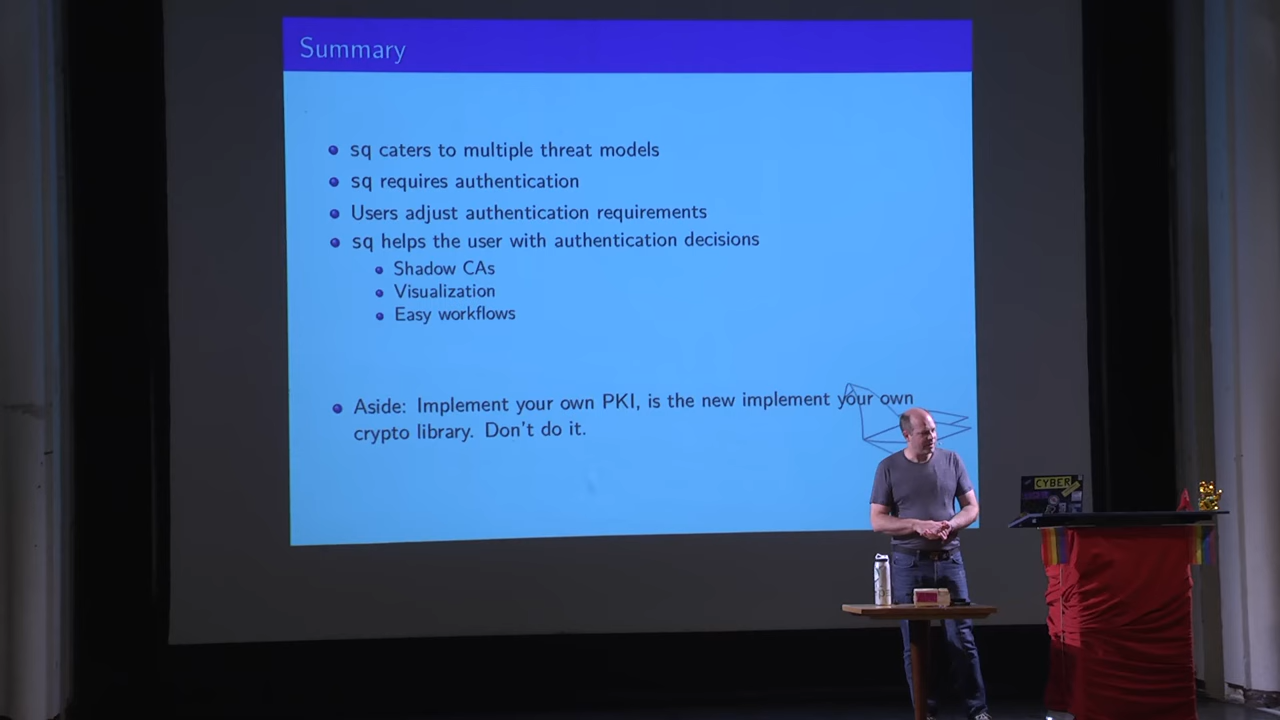 Summary
sq caters to multiple threat models
sq requires authentication
Users adjust authentication requirements
sq helps the user with authentication decisions
Shadow CAs
Visualization
Easy workflows
Aside: Implement your own PKI, is the new implement your own
crypto library. Don't do it.
CYBER